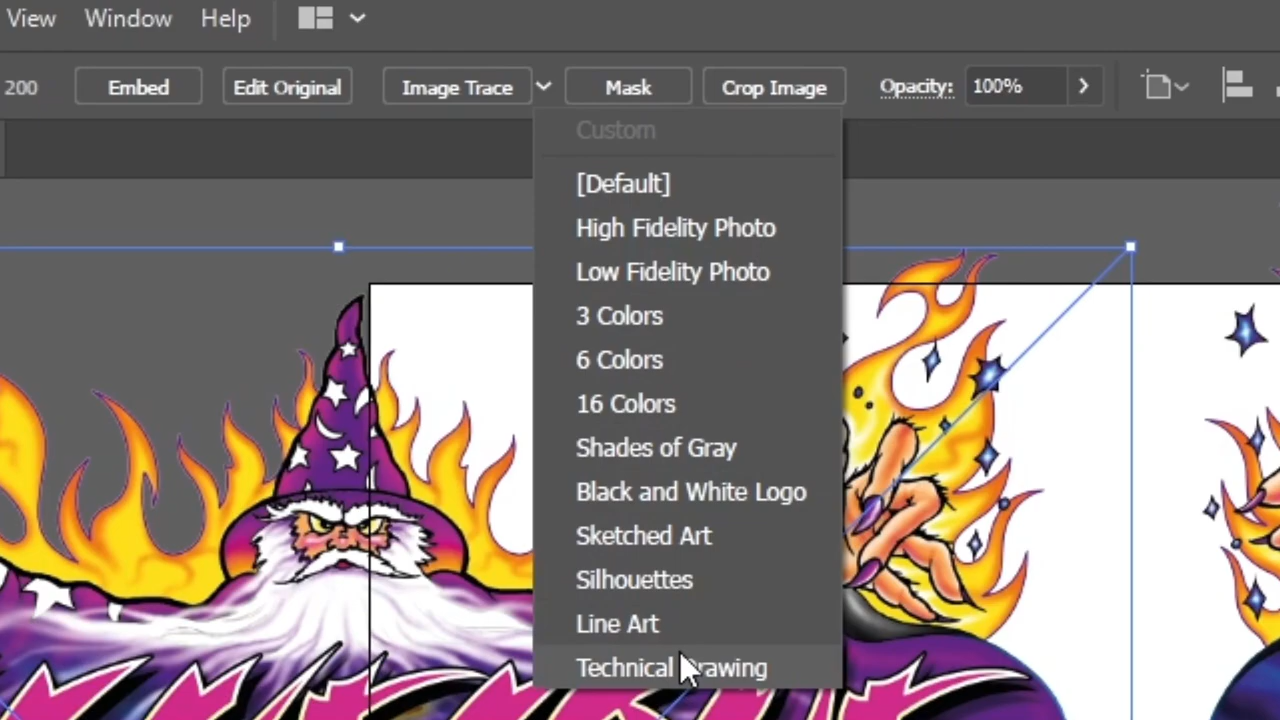 View Window Help
200 Embed Edit Original Image Trace Mask Crop Image Opacity: 100%
Custom
[Default]
High Fidelity Photo
Low Fidelity Photo
3 Colors
6 Colors
16 Colors
Shades of Gray
Black and White Logo
Sketched Art
Silhouettes
Line Art
Technical Drawing